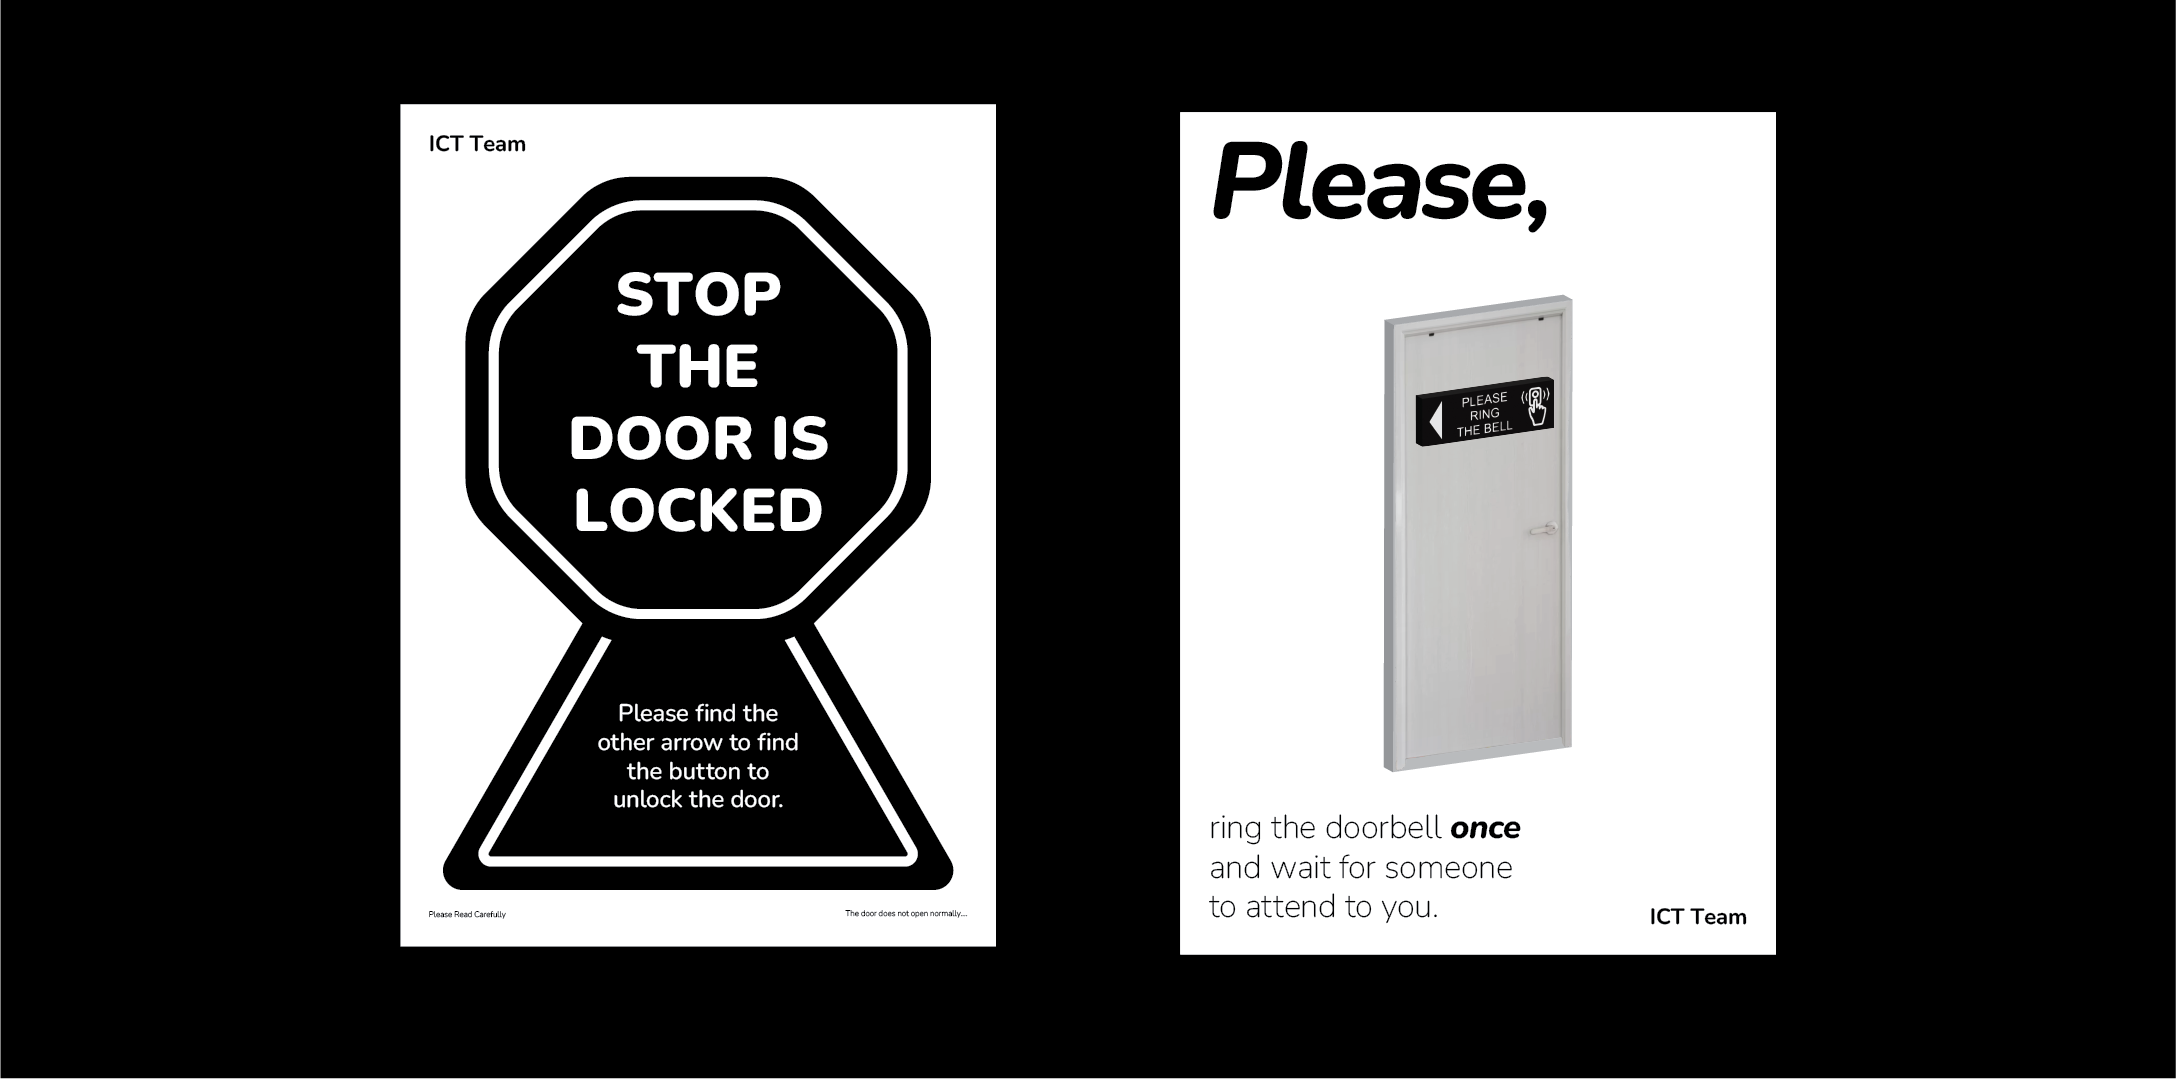 ICT Team
STOP
THE
DOOR IS
LOCKED
Please find the
other arrow to find
the button to
unlock the door.
Please Read Carefully
The door does not open normally....
Please,
PLEASE
RING
THE BELL
ring the doorbell once
and wait for someone
to attend to you.
ICT Team